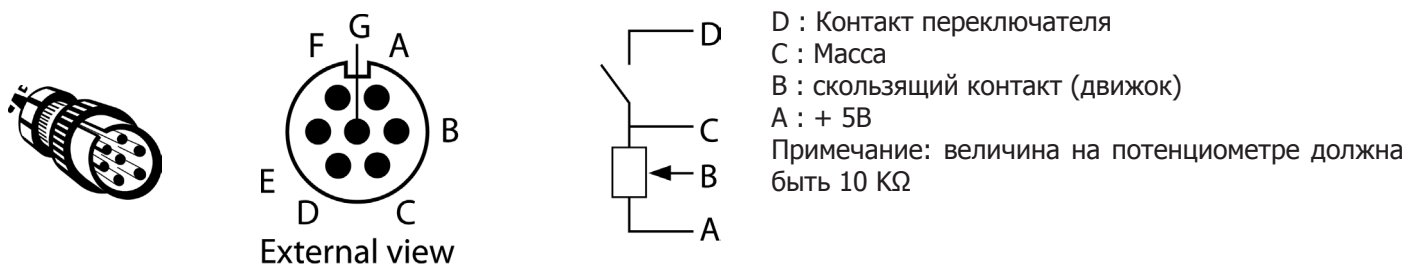 G
F A
B
E
D C
External view
D
C
B
A
D : Контакт переключателя
C : Масса
B : скользящий контакт (движок)
A : + 5В
Примечание: величина на потенциометре должна
быть 10 KΩ